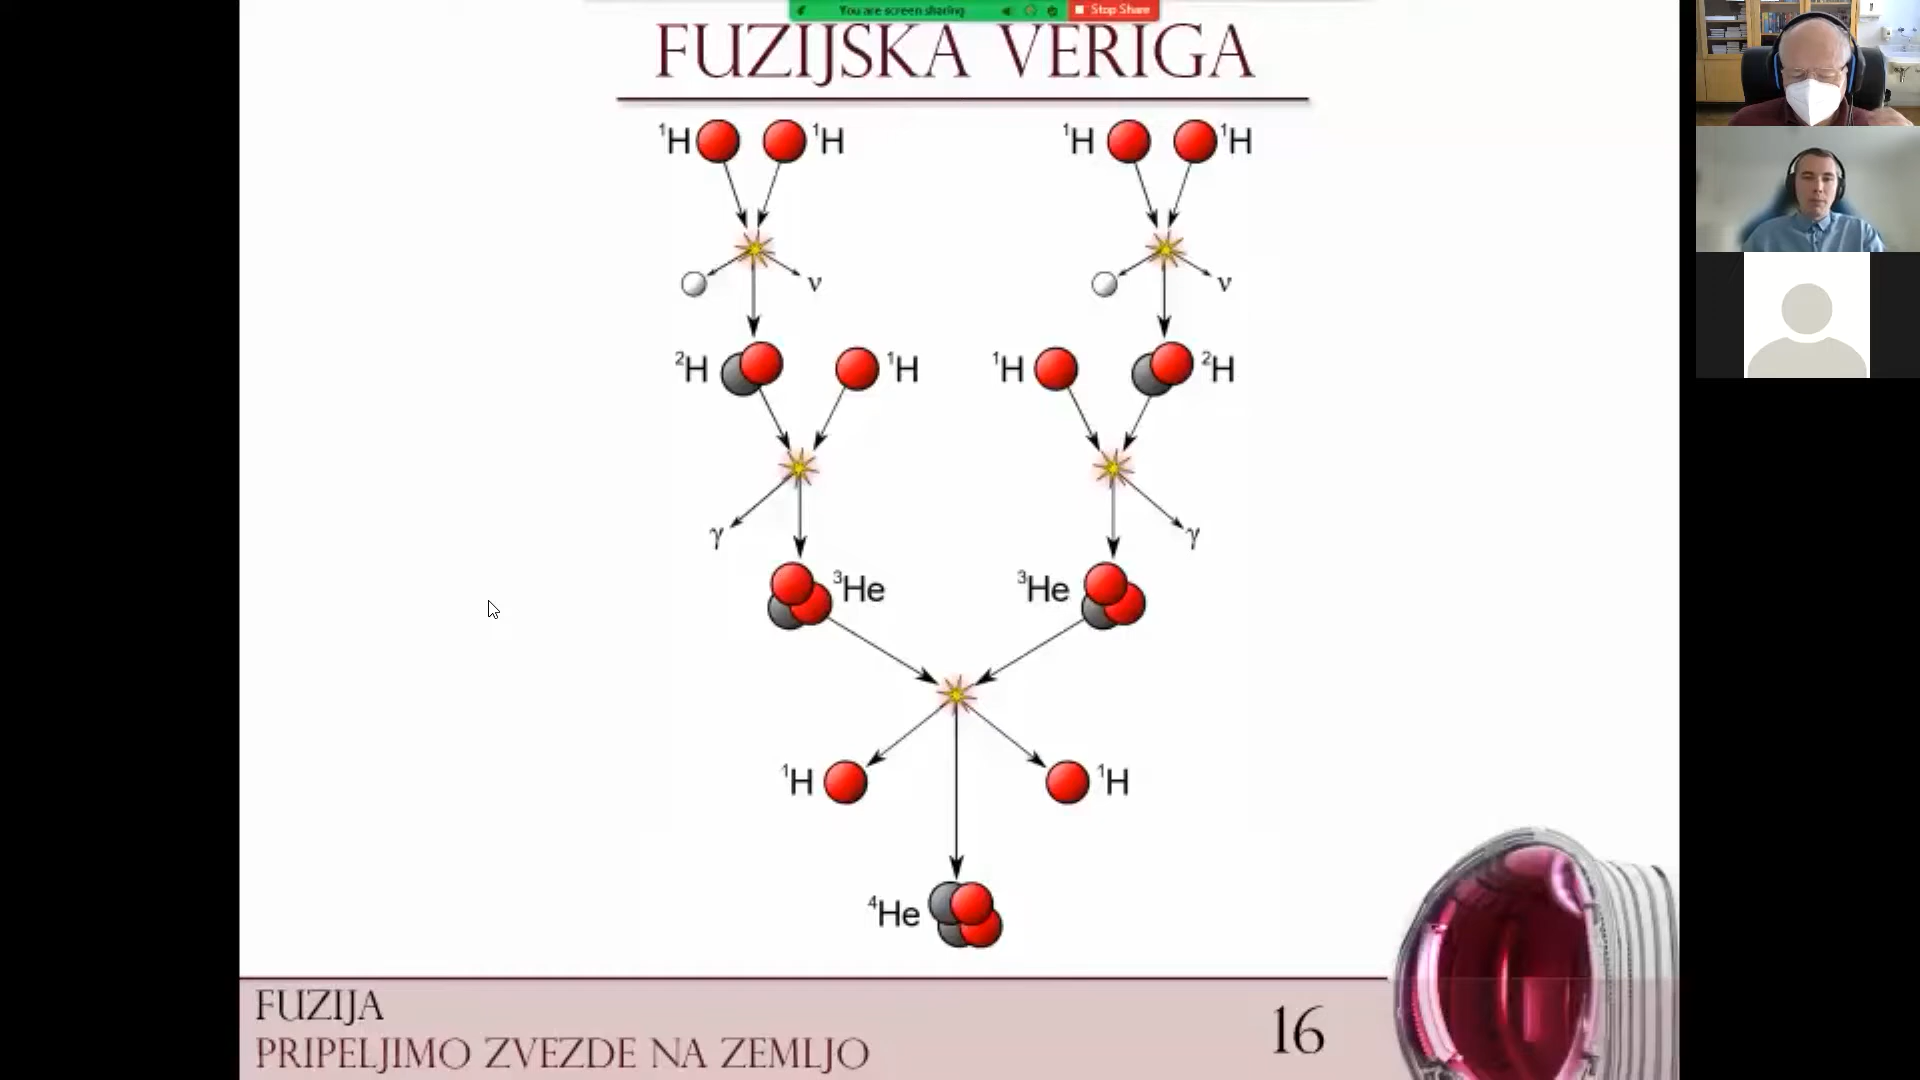 You are screen sharing Stop Share
FUZIJSKA VERIGA
¹H ¹H ¹H ¹H
ν ν
²H ¹H ¹H ²H
γ γ
³He ³He
¹H ¹H
⁴He
FUZIJA
PRIPELJIMO ZVEZDE NA ZEMLJO
16